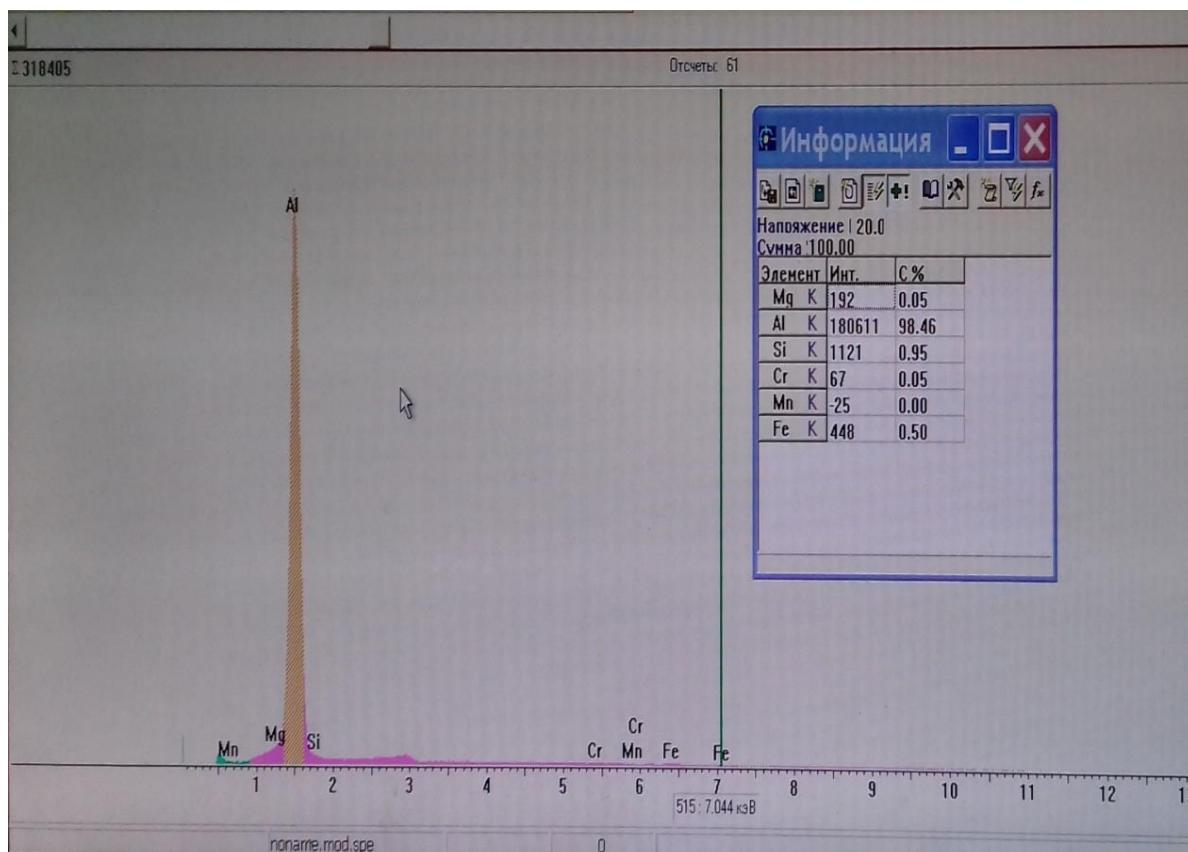 Σ 318405
Отсчеты: 61
Информация
Напряжение 20.0
Сумма 100.00
Элемент Инт. C %
Mg K 192 0.05
Al K 180611 98.46
Si K 1121 0.95
Cr K 67 0.05
Mn K -25 0.00
Fe K 448 0.50
Al
Cr
Mn Mg Si Cr Mn Fe Fe
1 2 3 4 5 6 7 8 9 10 11 12
515 : 7.044 кэВ
noname.mod.spe 0